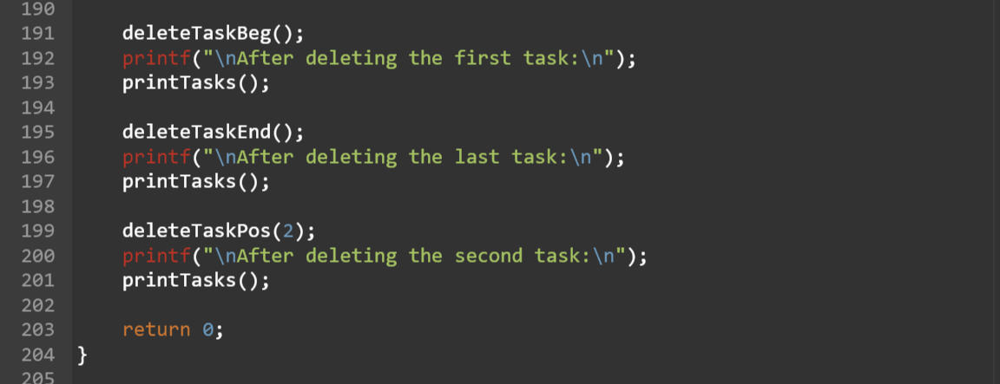 190
191 deleteTaskBeg();
192 printf("\nAfter deleting the first task:\n");
193 printTasks();
194
195 deleteTaskEnd();
196 printf("\nAfter deleting the last task:\n");
197 printTasks();
198
199 deleteTaskPos(2);
200 printf("\nAfter deleting the second task:\n");
201 printTasks();
202
203 return 0;
204 }
205